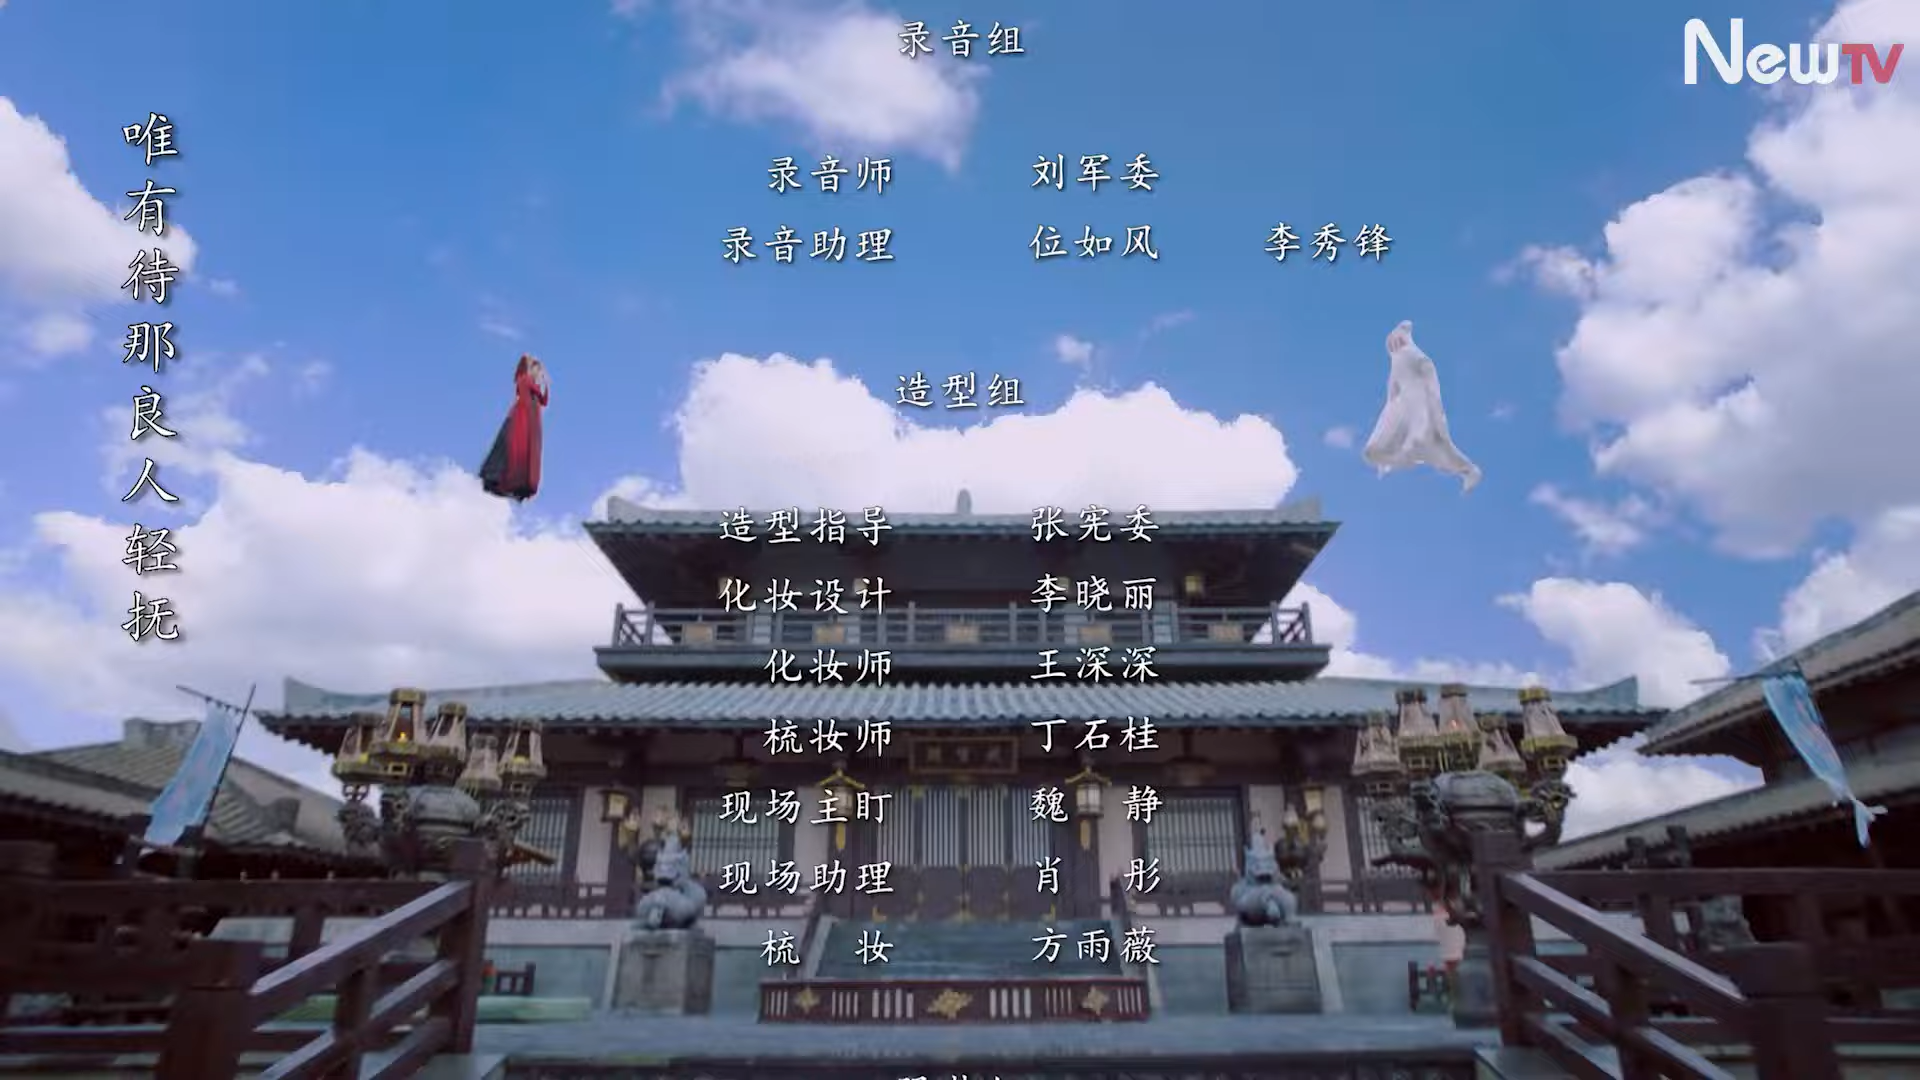 录音组
NewTV
唯有待那良人轻抚
录音师 刘军委
录音助理 位如风 李秀锋
造型组
造型指导 张宪委
化妆设计 李晓丽
化妆师 王深深
梳妆师 丁石桂
现场主盯 魏 静
现场助理 肖 彤
梳 妆 方雨薇